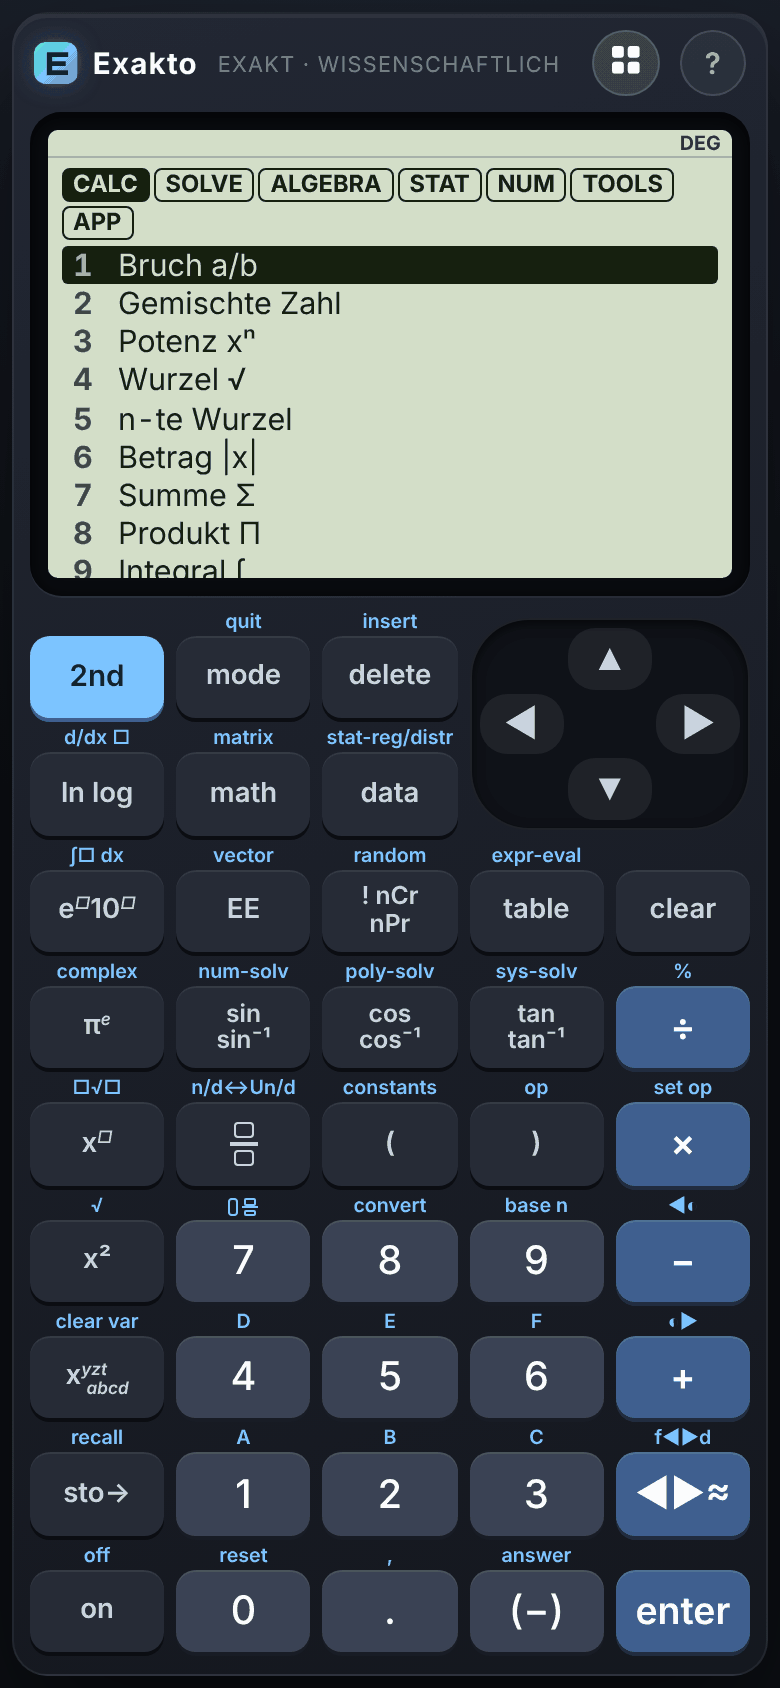 E Exakto EXAKT · WISSENSCHAFTLICH ?
DEG
CALC SOLVE ALGEBRA STAT NUM TOOLS
APP
1 Bruch a/b
2 Gemischte Zahl
3 Potenz xⁿ
4 Wurzel √
5 n-te Wurzel
6 Betrag |x|
7 Summe Σ
8 Produkt Π
9 Integral ∫
quit insert
2nd mode delete ▲
◀ ▶
d/dx □ matrix stat-reg/distr
ln log math data ▼
∫□ dx vector random expr-eval
e□10□ EE ! nCr nPr table clear
complex num-solv poly-solv sys-solv %
πᵉ sin sin⁻¹ cos cos⁻¹ tan tan⁻¹ ÷
□√□ n/d↔Un/d constants op set op
x□ □/□ ( ) ×
√ convert base n
x² 7 8 9 −
clear var D E F
x yzt abcd 4 5 6 +
recall A B C f◀▶d
sto→ 1 2 3 ◀▶≈
off reset , answer
on 0 . (−) enter